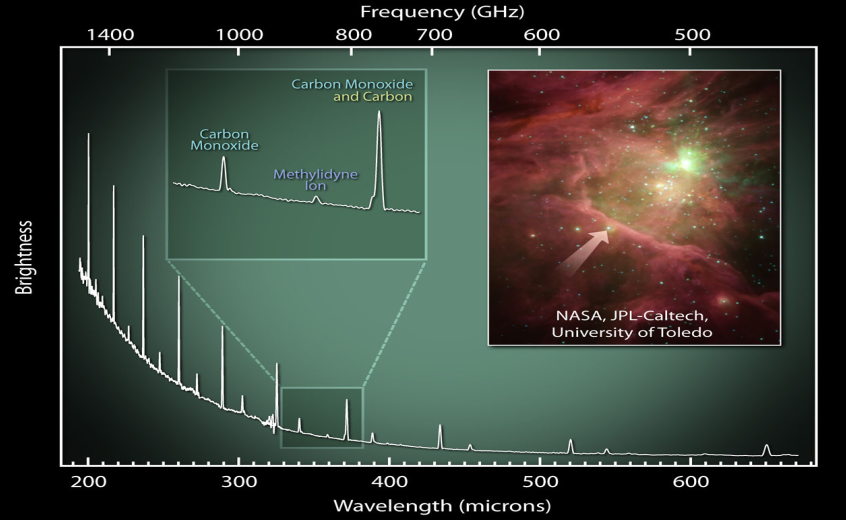 Frequency (GHz)
1400 1000 800 700 600 500
Carbon Monoxide
and Carbon
Carbon
Monoxide
Methylidyne
Ion
Brightness
NASA, JPL-Caltech,
University of Toledo
200 300 400 500 600
Wavelength (microns)